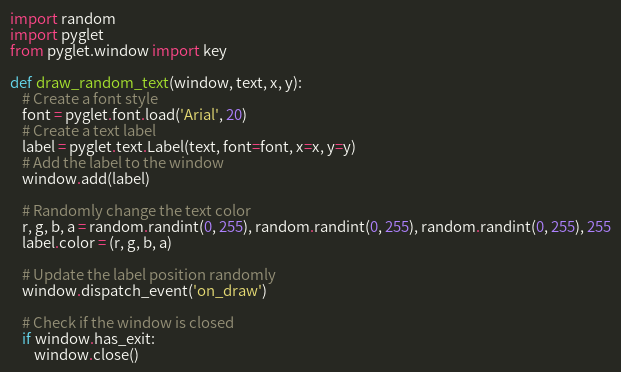 import random
import pyglet
from pyglet.window import key
def draw_random_text(window, text, x, y):
# Create a font style
font = pyglet.font.load('Arial', 20)
# Create a text label
label = pyglet.text.Label(text, font=font, x=x, y=y)
# Add the label to the window
window.add(label)
# Randomly change the text color
r, g, b, a = random.randint(0, 255), random.randint(0, 255), random.randint(0, 255), 255
label.color = (r, g, b, a)
# Update the label position randomly
window.dispatch_event('on_draw')
# Check if the window is closed
if window.has_exit:
window.close()